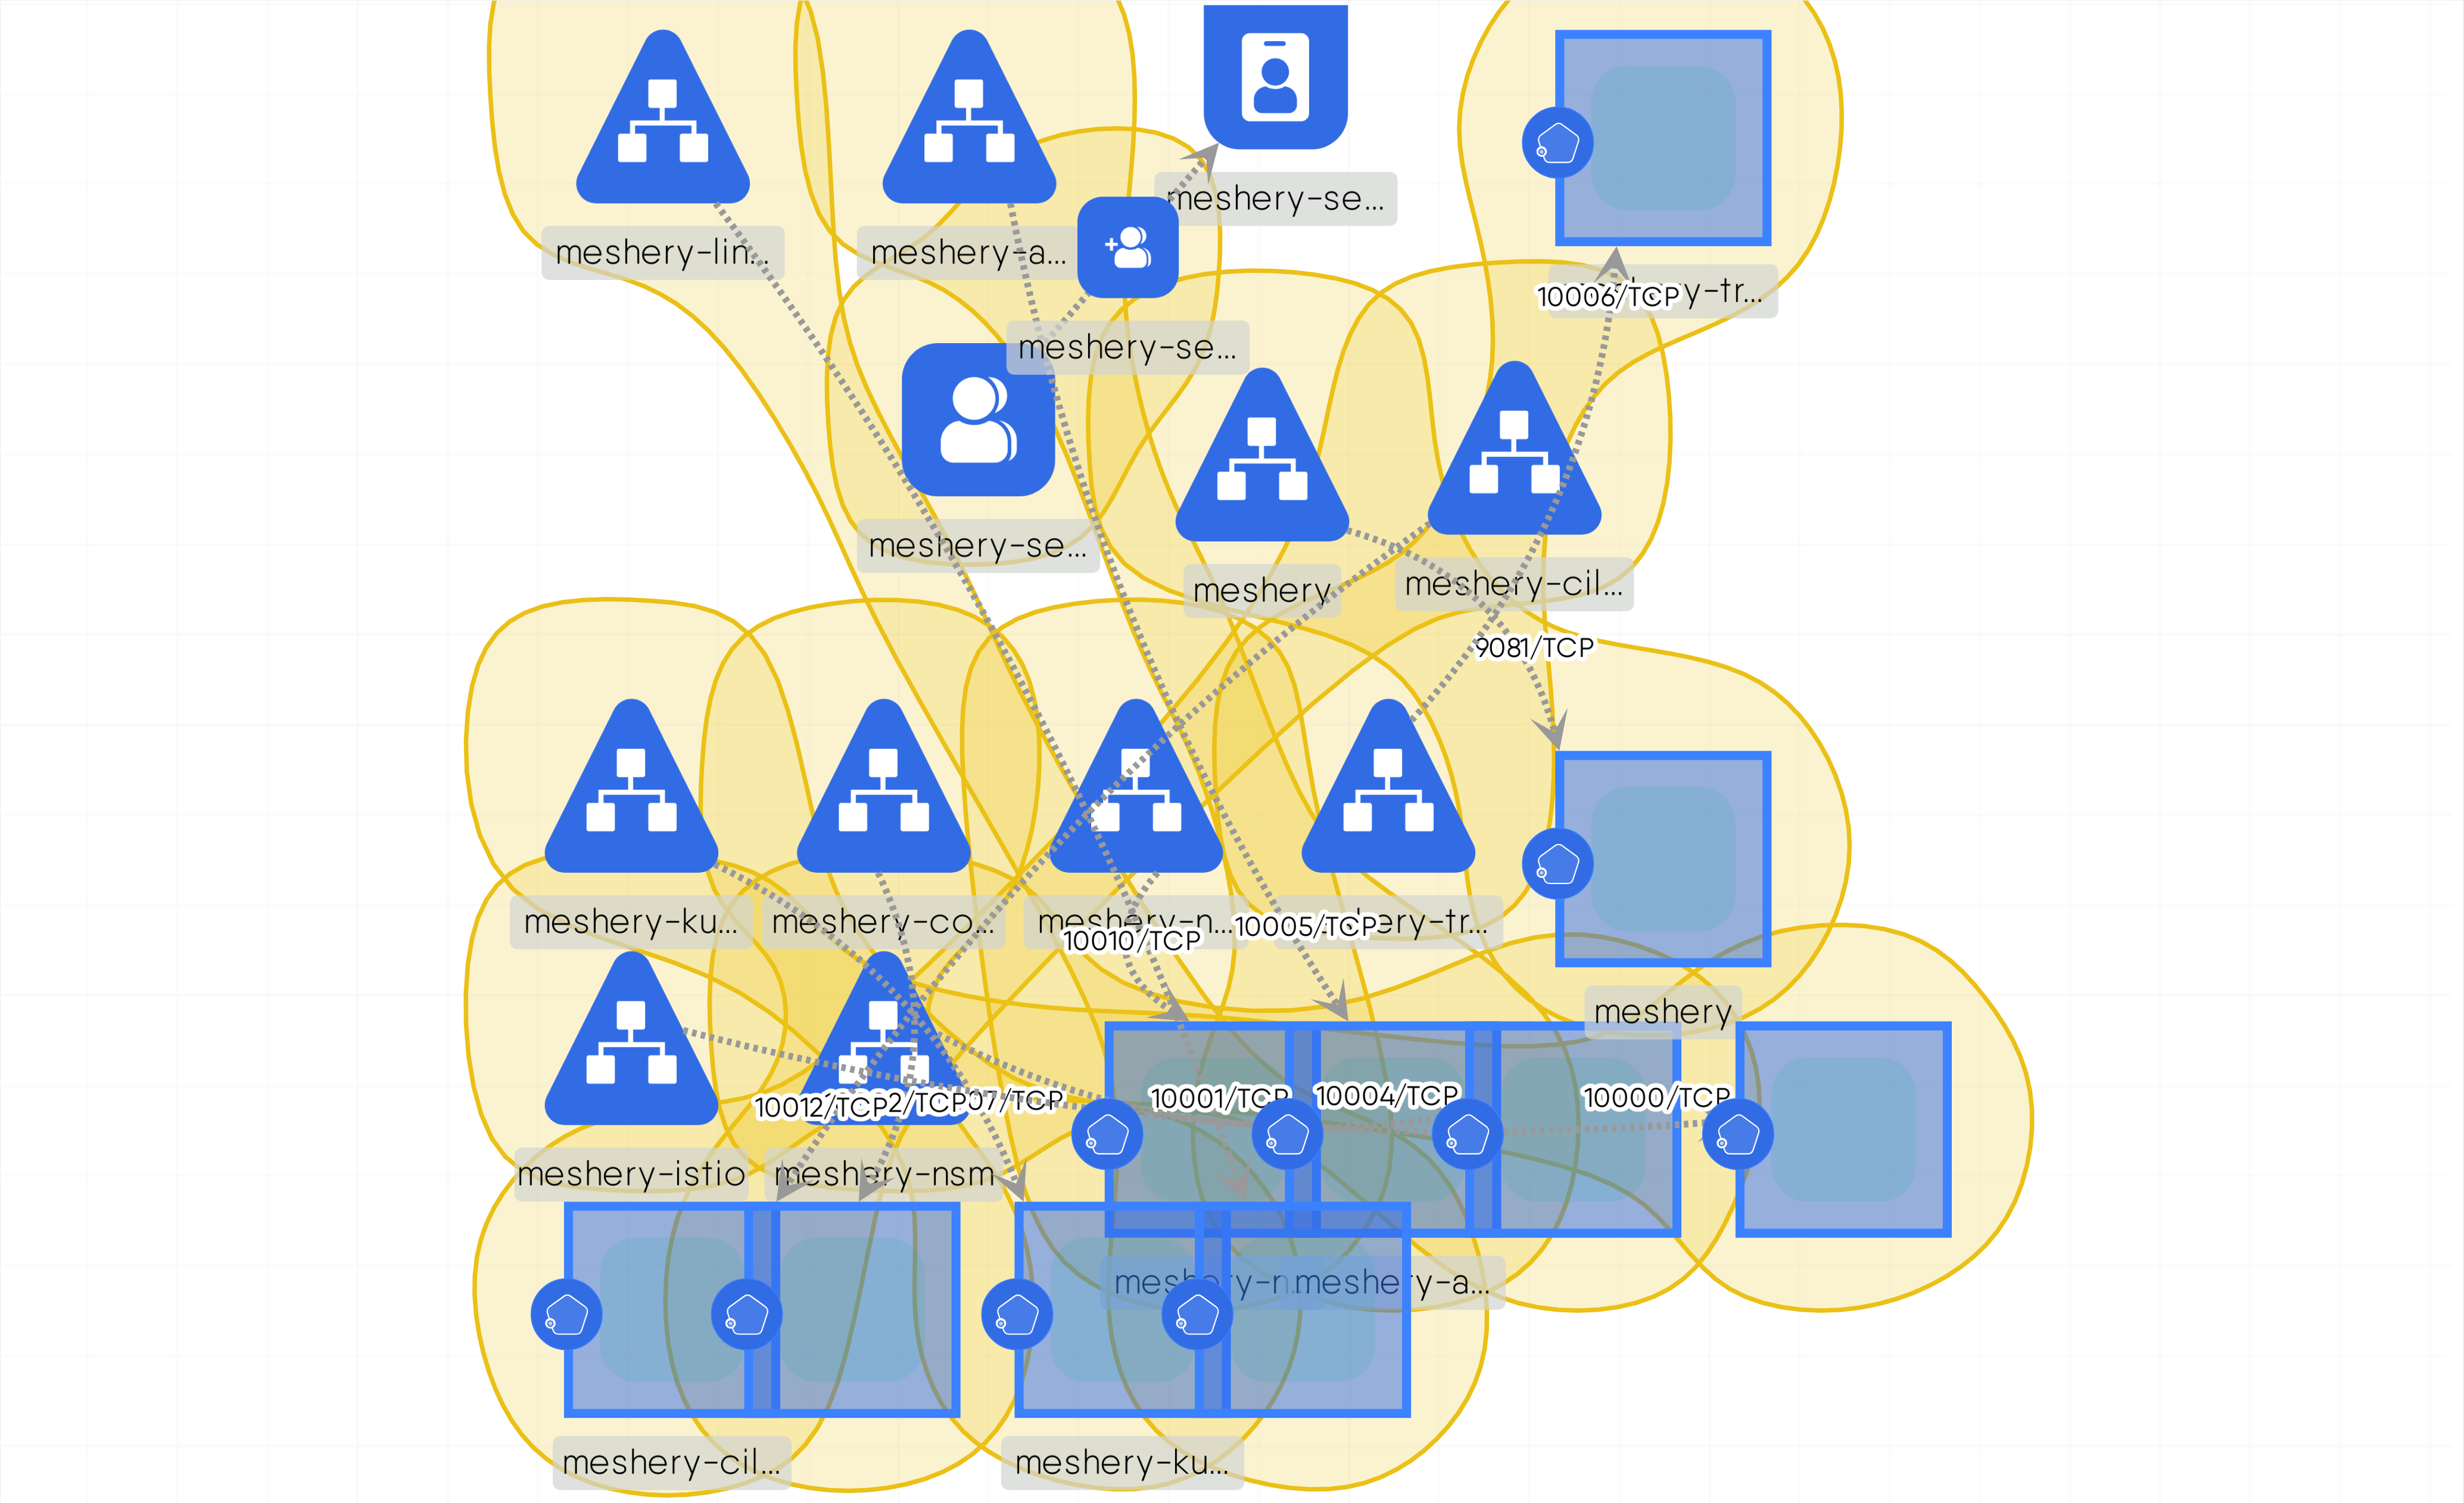 meshery-se...
meshery-lin...
meshery-a...
10006/TCP
y-tr...
meshery-se...
meshery-se...
meshery
meshery-cil...
9081/TCP
meshery-ku...
meshery-co...
meshery-n...
10005/TCP
ery-tr...
10010/TCP
meshery
10001/TCP
10004/TCP
10000/TCP
10012/TCP
2/TCP
07/TCP
meshery-istio
meshery-nsm
meshery-n...
meshery-a...
meshery-cil...
meshery-ku...